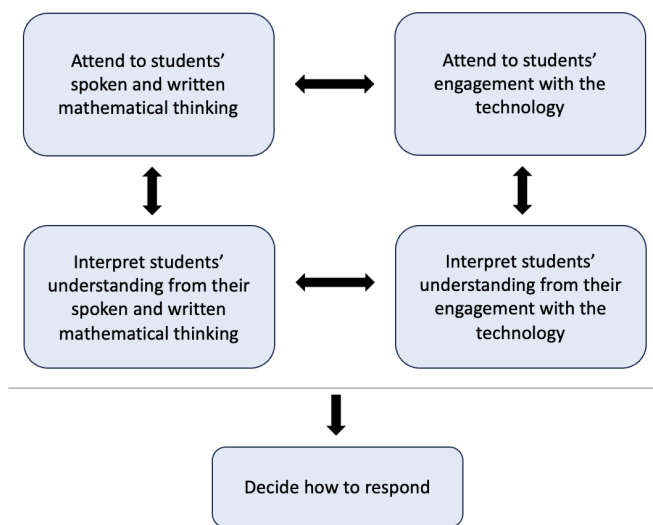 Attend to students’
spoken and written
mathematical thinking
Attend to students’
engagement with the
technology
Interpret students’
understanding from their
spoken and written
mathematical thinking
Interpret students’
understanding from their
engagement with the
technology
Decide how to respond